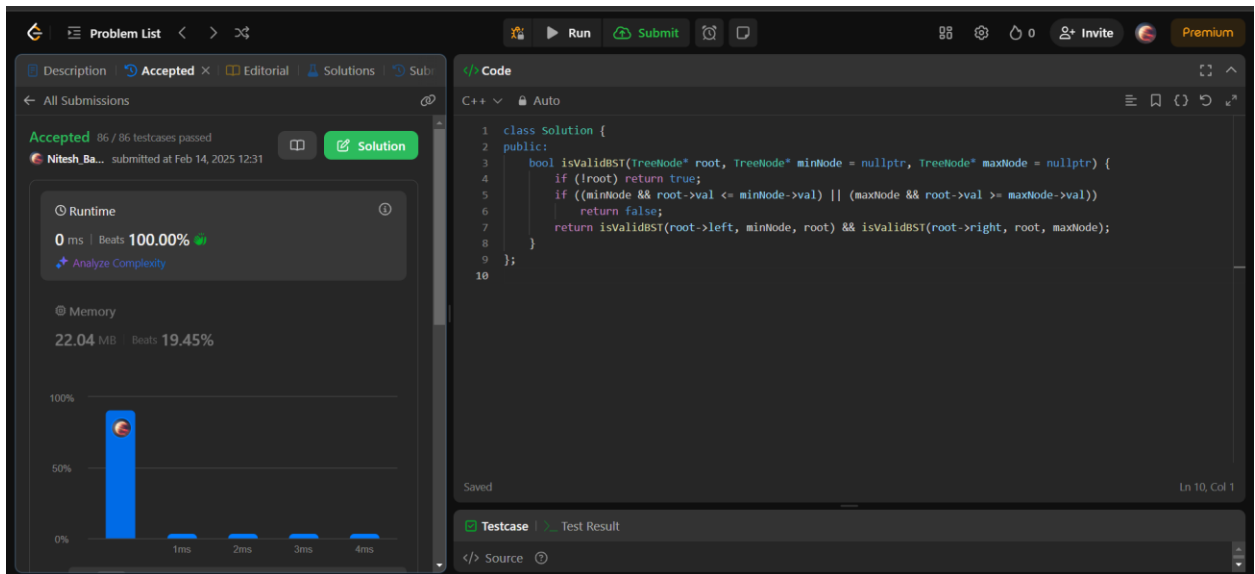 Problem List
Run
Submit
0
Invite
Premium
Description
Accepted
Editorial
Solutions
Subr
All Submissions
Accepted 86 / 86 testcases passed
Nitesh_Ba... submitted at Feb 14, 2025 12:31
Solution
Runtime
0 ms | Beats 100.00%
Analyze Complexity
Memory
22.04 MB | Beats 19.45%
100%
50%
0%
1ms 2ms 3ms 4ms
</> Code
C++ Auto
1 class Solution {
2 public:
3 bool isValidBST(TreeNode* root, TreeNode* minNode = nullptr, TreeNode* maxNode = nullptr) {
4 if (!root) return true;
5 if ((minNode && root->val <= minNode->val) || (maxNode && root->val >= maxNode->val))
6 return false;
7 return isValidBST(root->left, minNode, root) && isValidBST(root->right, root, maxNode);
8 }
9 };
10
Saved
Ln 10, Col 1
Testcase | >_ Test Result
</> Source